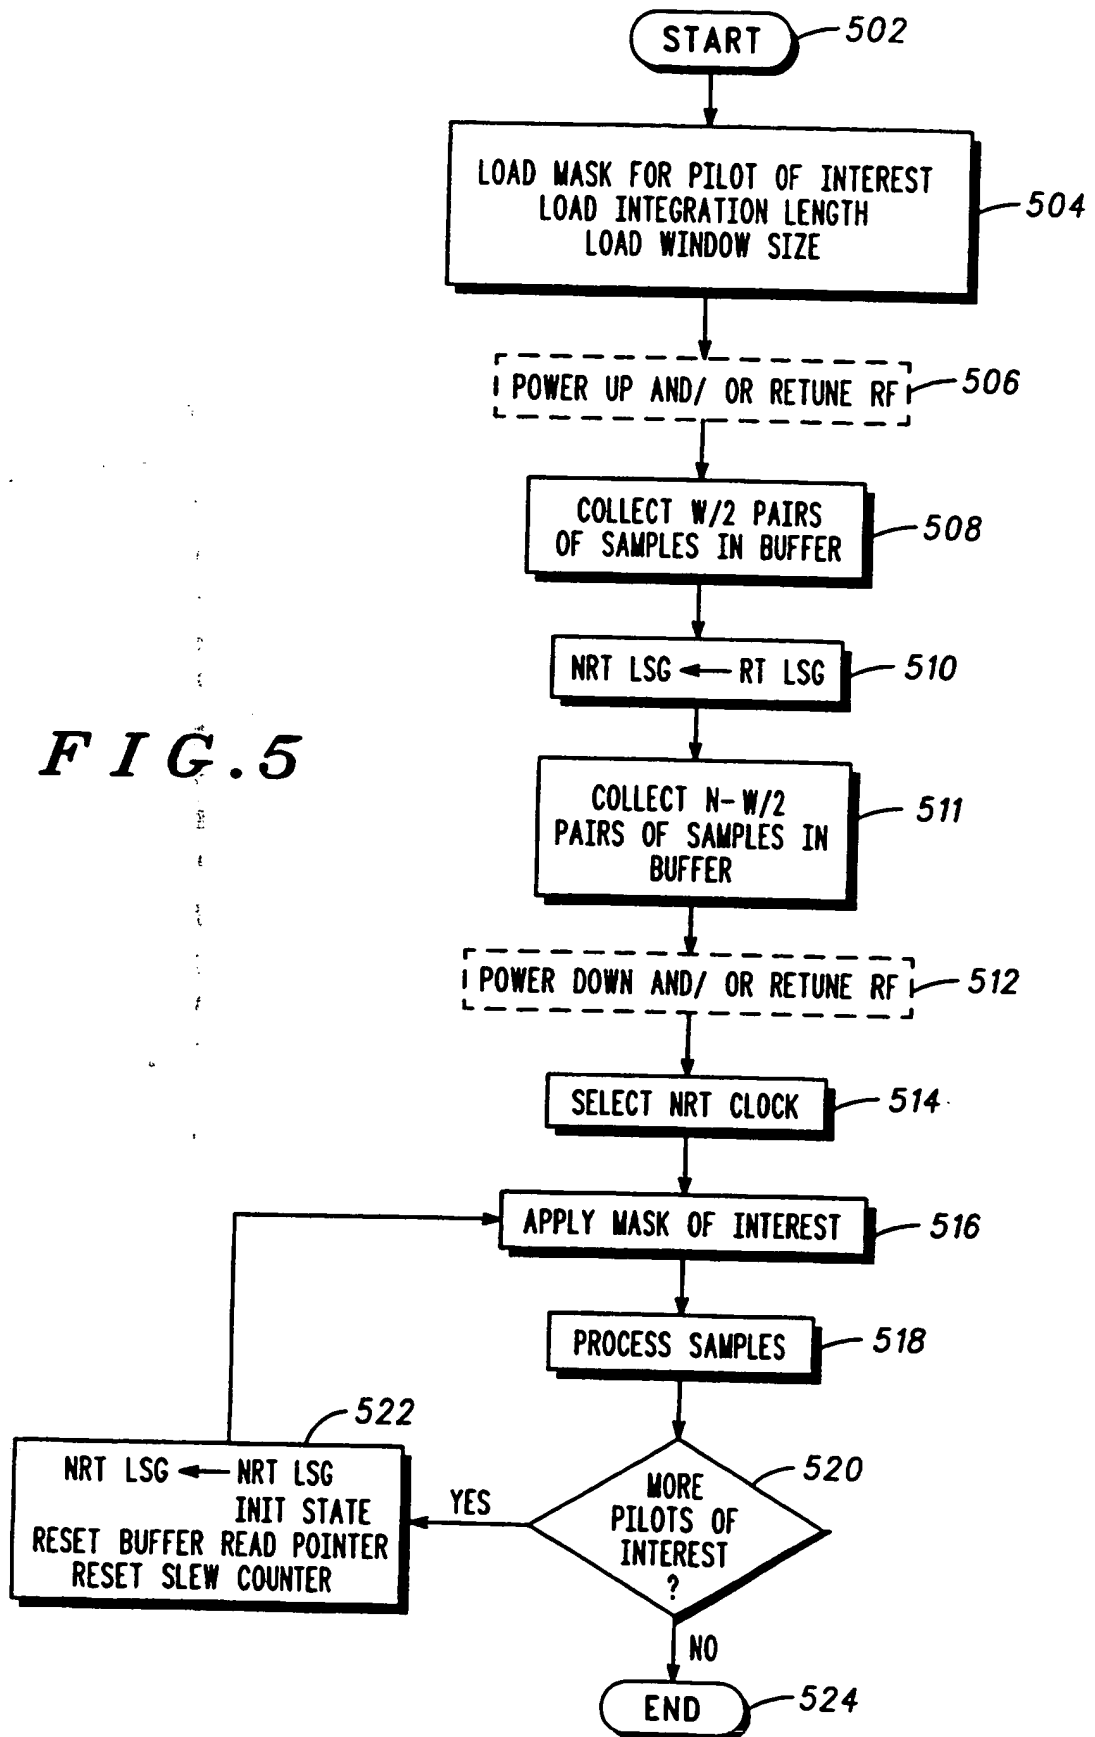 START
502
LOAD MASK FOR PILOT OF INTEREST
LOAD INTEGRATION LENGTH
LOAD WINDOW SIZE
504
POWER UP AND/ OR RETUNE RF
506
COLLECT W/2 PAIRS
OF SAMPLES IN BUFFER
508
NRT LSG ← RT LSG
510
FIG.5
COLLECT N-W/2
PAIRS OF SAMPLES IN
BUFFER
511
POWER DOWN AND/ OR RETUNE RF
512
SELECT NRT CLOCK
514
APPLY MASK OF INTEREST
516
PROCESS SAMPLES
518
522
NRT LSG ← NRT LSG
INIT STATE
RESET BUFFER READ POINTER
RESET SLEW COUNTER
YES
MORE
PILOTS OF
INTEREST
?
520
NO
END
524